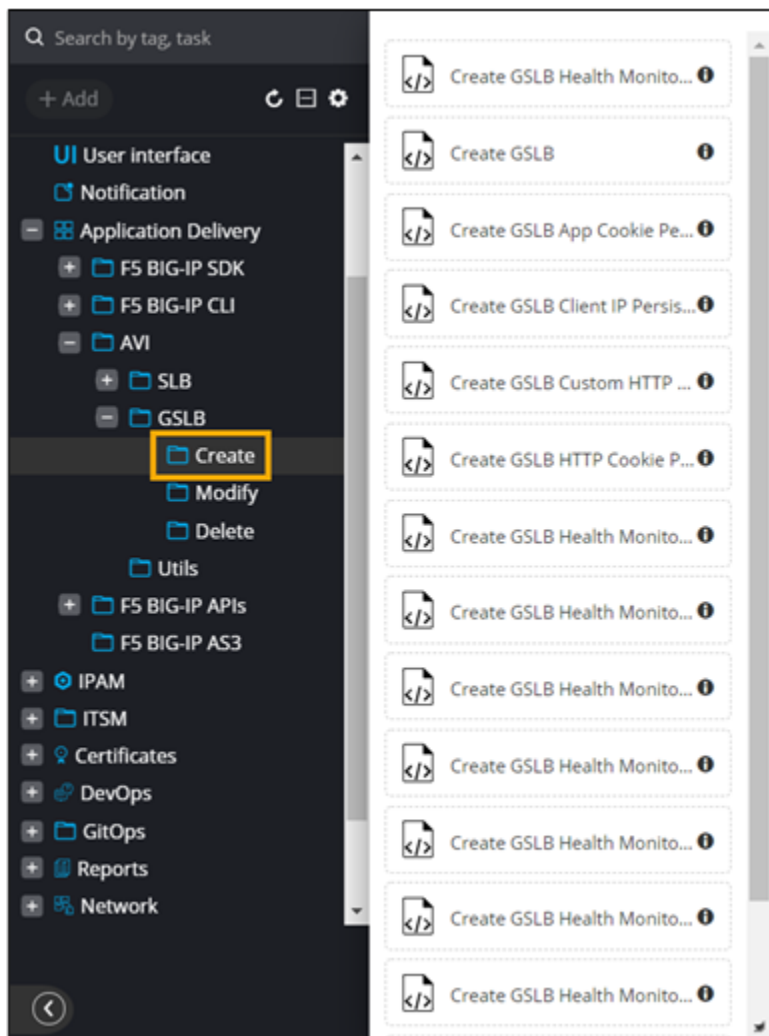 Search by tag, task
+ Add
UI User interface
Notification
Application Delivery
F5 BIG-IP SDK
F5 BIG-IP CLI
AVI
SLB
GSLB
Create
Modify
Delete
Utils
F5 BIG-IP APIs
F5 BIG-IP AS3
IPAM
ITSM
Certificates
DevOps
GitOps
Reports
Network
Create GSLB Health Monito...
Create GSLB
Create GSLB App Cookie Pe...
Create GSLB Client IP Persis...
Create GSLB Custom HTTP ...
Create GSLB HTTP Cookie P...
Create GSLB Health Monito...
Create GSLB Health Monito...
Create GSLB Health Monito...
Create GSLB Health Monito...
Create GSLB Health Monito...
Create GSLB Health Monito...
Create GSLB Health Monito...